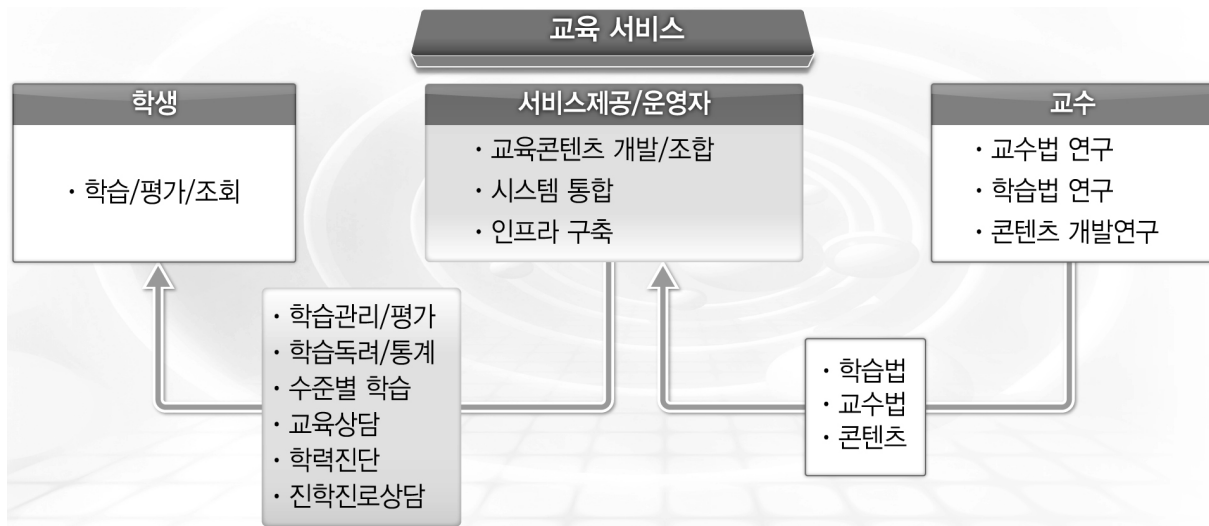 교육 서비스
학생
· 학습/평가/조회
서비스제공/운영자
· 교육콘텐츠 개발/조합
· 시스템 통합
· 인프라 구축
교수
· 교수법 연구
· 학습법 연구
· 콘텐츠 개발연구
· 학습관리/평가
· 학습독려/통계
· 수준별 학습
· 교육상담
· 학력진단
· 진학진로상담
· 학습법
· 교수법
· 콘텐츠